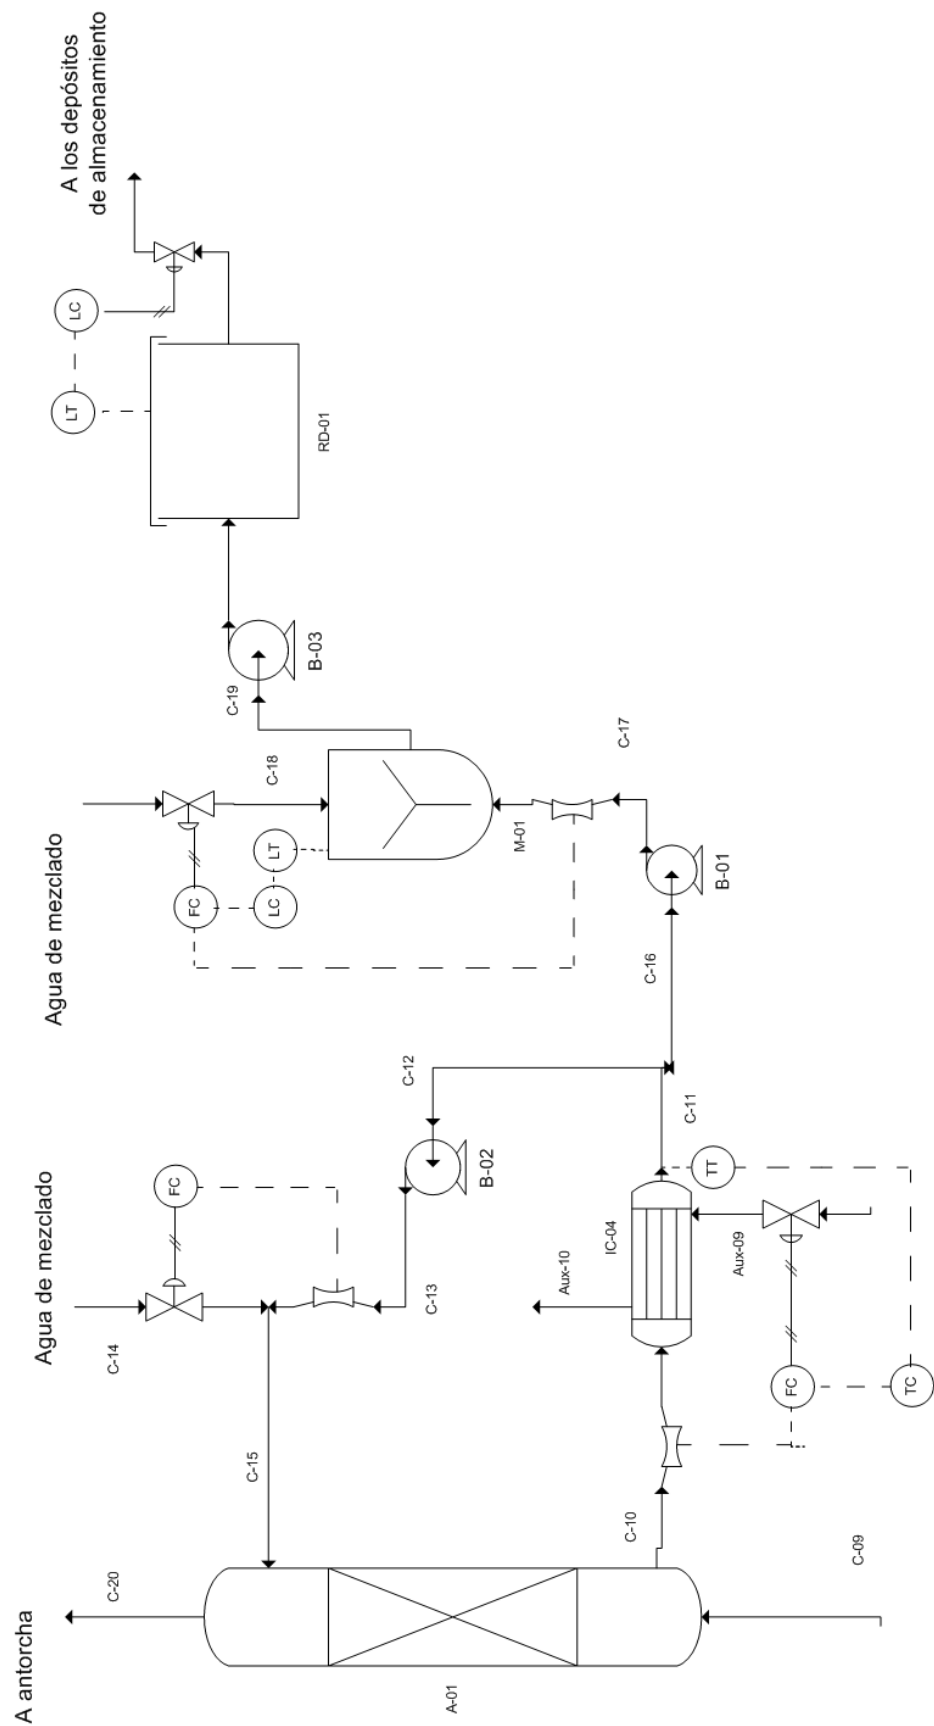 A antorcha
C-20
A-01
C-09
C-10
C-15
C-14
Agua de mezclado
FC
C-13
B-02
C-12
Aux-10
IC-04
Aux-09
FC
TC
TT
C-11
C-16
B-01
C-17
M-01
Agua de mezclado
FC
LC
LT
C-18
C-19
B-03
RD-01
LT
LC
A los depósitos
de almacenamiento